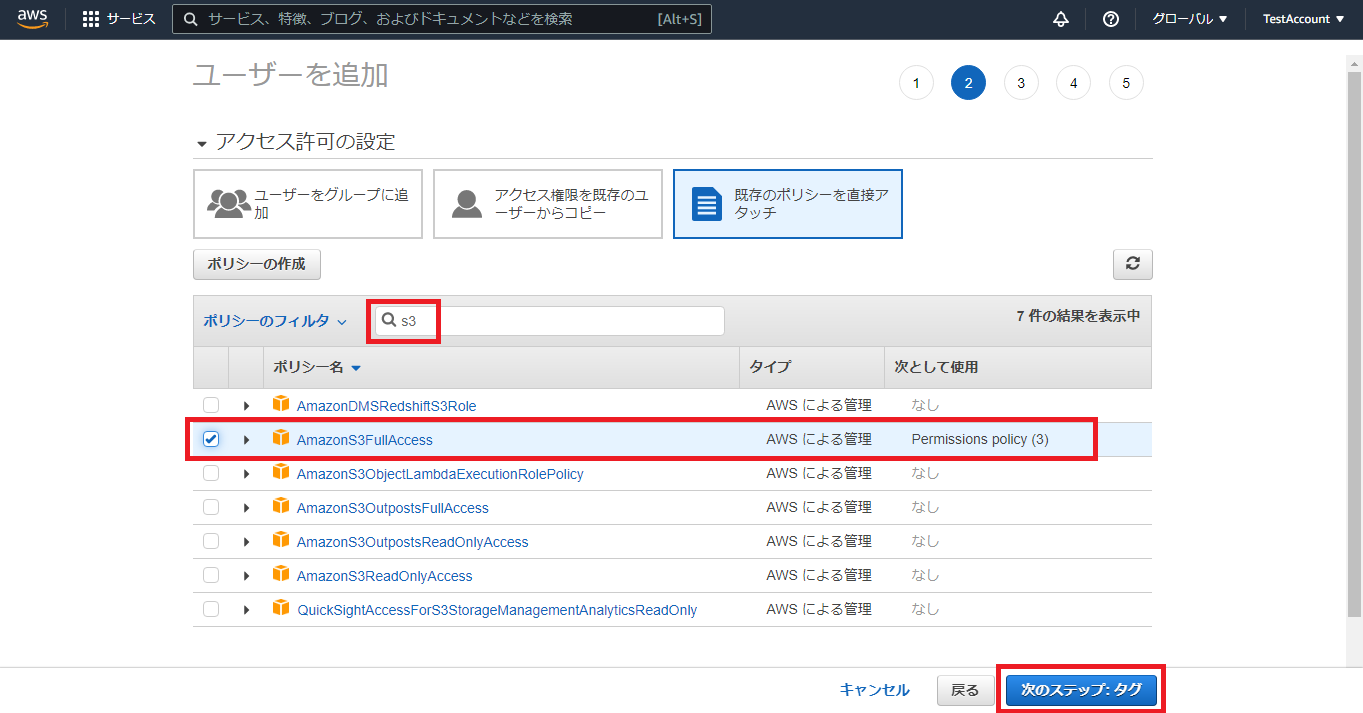 aws サービス サービス、特徴、ブログ、およびドキュメントなどを検索 [Alt+S] グローバル ▼ TestAccount ▼
ユーザーを追加
1 2 3 4 5
アクセス許可の設定
ユーザーをグループに追
加
アクセス権限を既存のユ
ーザーからコピー
既存のポリシーを直接ア
タッチ
ポリシーの作成
ポリシーのフィルタ s3 7 件の結果を表示中
ポリシー名 タイプ 次として使用
AmazonDMSRedshiftS3Role AWS による管理 なし
AmazonS3FullAccess AWS による管理 Permissions policy (3)
AmazonS3ObjectLambdaExecutionRolePolicy AWS による管理 なし
AmazonS3OutpostsFullAccess AWS による管理 なし
AmazonS3OutpostsReadOnlyAccess AWS による管理 なし
AmazonS3ReadOnlyAccess AWS による管理 なし
QuickSightAccessForS3StorageManagementAnalyticsReadOnly AWS による管理 なし
キャンセル 戻る 次のステップ: タグ